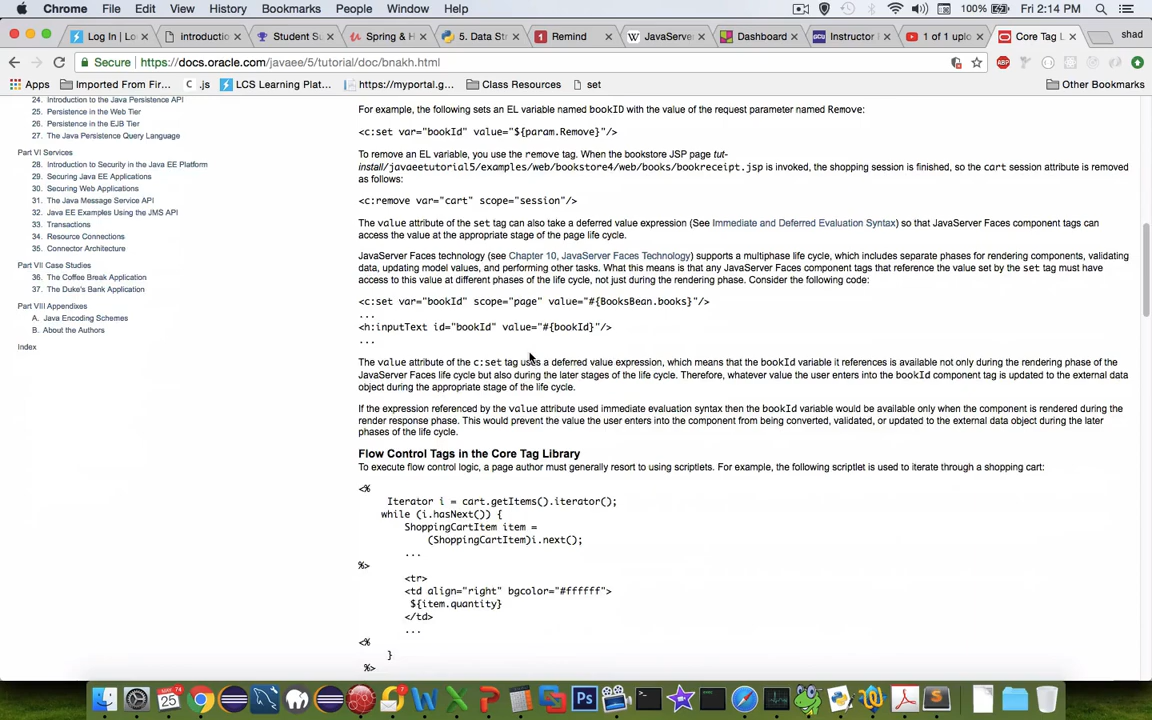 Chrome File Edit View History Bookmarks People Window Help 100% Fri 2:14 PM
Log In | Lo introductio Student Su Spring & H 5. Data Str Remind JavaServer Dashboard Instructor 1 of 1 uplo Core Tag L shad
Secure https://docs.oracle.com/javaee/5/tutorial/doc/bnakh.html
Apps Imported From Fir .js LCS Learning Plat... https://myportal.g... Class Resources set Other Bookmarks
24. Introduction to the Java Persistence API
25. Persistence in the Web Tier
26. Persistence in the EJB Tier
27. The Java Persistence Query Language
Part VI Services
28. Introduction to Security in the Java EE Platform
29. Securing Java EE Applications
30. Securing Web Applications
31. The Java Message Service API
32. Java EE Examples Using the JMS API
33. Transactions
34. Resource Connections
35. Connector Architecture
Part VII Case Studies
36. The Coffee Break Application
37. The Duke's Bank Application
Part VIII Appendixes
A. Java Encoding Schemes
B. About the Authors
Index
For example, the following sets an EL variable named bookID with the value of the request parameter named Remove:
<c:set var="bookId" value="${param.Remove}"/>
To remove an EL variable, you use the remove tag. When the bookstore JSP page tut-
install/javaeetutorial5/examples/web/bookstore4/web/books/bookreceipt.jsp is invoked, the shopping session is finished, so the cart session attribute is removed
as follows:
<c:remove var="cart" scope="session"/>
The value attribute of the set tag can also take a deferred value expression (See Immediate and Deferred Evaluation Syntax) so that JavaServer Faces component tags can
access the value at the appropriate stage of the page life cycle.
JavaServer Faces technology (see Chapter 10, JavaServer Faces Technology) supports a multiphase life cycle, which includes separate phases for rendering components, validating
data, updating model values, and performing other tasks. What this means is that any JavaServer Faces component tags that reference the value set by the set tag must have
access to this value at different phases of the life cycle, not just during the rendering phase. Consider the following code:
<c:set var="bookId" scope="page" value="#{BooksBean.books}"/>
...
<h:inputText id="bookId" value="#{bookId}"/>
...
The value attribute of the c:set tag uses a deferred value expression, which means that the bookId variable it references is available not only during the rendering phase of the
JavaServer Faces life cycle but also during the later stages of the life cycle. Therefore, whatever value the user enters into the bookId component tag is updated to the external data
object during the appropriate stage of the life cycle.
If the expression referenced by the value attribute used immediate evaluation syntax then the bookId variable would be available only when the component is rendered during the
render response phase. This would prevent the value the user enters into the component from being converted, validated, or updated to the external data object during the later
phases of the life cycle.
Flow Control Tags in the Core Tag Library
To execute flow control logic, a page author must generally resort to using scriptlets. For example, the following scriptlet is used to iterate through a shopping cart:
<%
Iterator i = cart.getItems().iterator();
while (i.hasNext()) {
ShoppingCartItem item =
(ShoppingCartItem)i.next();
...
%>
<tr>
<td align="right" bgcolor="#ffffff">
${item.quantity}
</td>
...
<%
}
%>